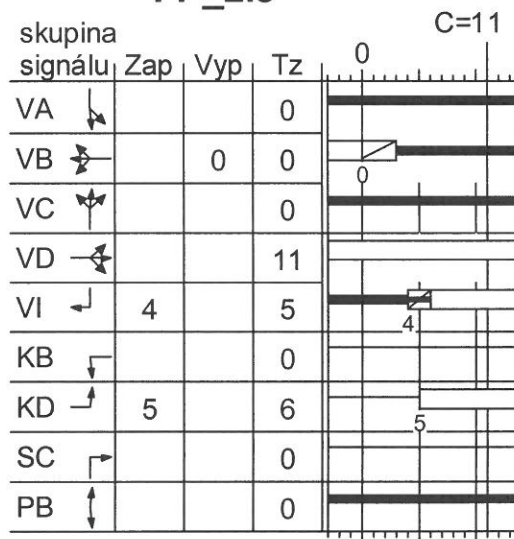 C=11
skupina
signálu Zap Vyp Tz 0
VA 0
VB 0 0
0
VC 0
VD 11
VI 4 5
4
KB 0
KD 5 6
5
SC 0
PB 0